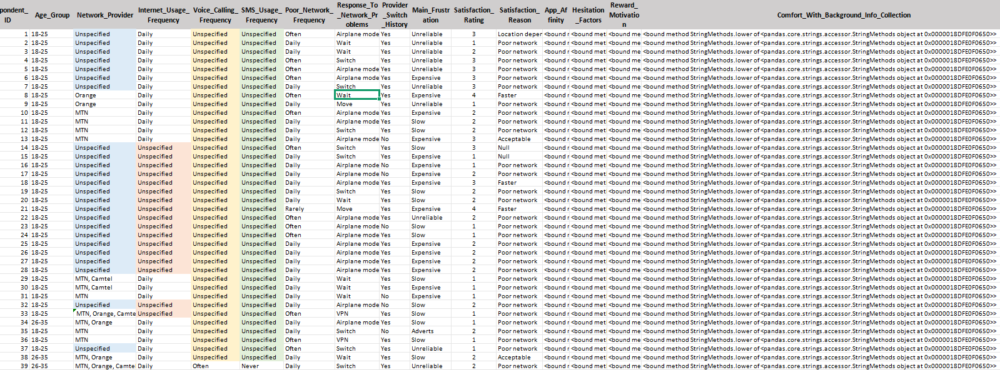 pondent_ID Age_Group Network_Provider Internet_Usage_Frequency Voice_Calling_Frequency SMS_Usage_Frequency Poor_Network_Frequency Response_To_Network_Problems Provider_Switch_History Main_Frustration Satisfaction_Rating Satisfaction_Reason App_Affinity Hesitation_Factors Reward_Motivation Comfort_With_Background_Info_Collection
1 18-25 Unspecified Daily Unspecified Unspecified Often Airplane mode Yes Unreliable 3 Location deper <bound r <bound met <bound me <bound method StringMethods.lower of <pandas.core.strings.accessor.StringMethods object at 0x0000018DFE0F0650>>
2 18-25 Unspecified Daily Unspecified Unspecified Daily Wait Yes Unreliable 1 Poor network <bound r <bound met <bound me <bound method StringMethods.lower of <pandas.core.strings.accessor.StringMethods object at 0x0000018DFE0F0650>>
3 18-25 Unspecified Daily Unspecified Unspecified Daily Wait Yes Unreliable 2 Poor network <bound r <bound met <bound me <bound method StringMethods.lower of <pandas.core.strings.accessor.StringMethods object at 0x0000018DFE0F0650>>
4 18-25 Unspecified Daily Unspecified Unspecified Often Switch Yes Unreliable 3 Poor network <bound r <bound met <bound me <bound method StringMethods.lower of <pandas.core.strings.accessor.StringMethods object at 0x0000018DFE0F0650>>
5 18-25 Unspecified Daily Unspecified Unspecified Often Airplane mode Yes Unreliable 3 Poor network <bound r <bound met <bound me <bound method StringMethods.lower of <pandas.core.strings.accessor.StringMethods object at 0x0000018DFE0F0650>>
6 18-25 Unspecified Daily Unspecified Unspecified Often Airplane mode Yes Expensive 3 Poor network <bound r <bound met <bound me <bound method StringMethods.lower of <pandas.core.strings.accessor.StringMethods object at 0x0000018DFE0F0650>>
7 18-25 Unspecified Daily Unspecified Unspecified Daily Switch Yes Unreliable 3 Poor network <bound r <bound met <bound me <bound method StringMethods.lower of <pandas.core.strings.accessor.StringMethods object at 0x0000018DFE0F0650>>
8 18-25 Orange Daily Unspecified Unspecified Often Wait Yes Expensive 4 Faster <bound r <bound met <bound me <bound method StringMethods.lower of <pandas.core.strings.accessor.StringMethods object at 0x0000018DFE0F0650>>
9 18-25 Orange Daily Unspecified Unspecified Daily Move Yes Unreliable 1 Poor network <bound r <bound met <bound me <bound method StringMethods.lower of <pandas.core.strings.accessor.StringMethods object at 0x0000018DFE0F0650>>
10 18-25 MTN Daily Unspecified Unspecified Often Airplane mode Yes Expensive 2 Poor network <bound r <bound met <bound me <bound method StringMethods.lower of <pandas.core.strings.accessor.StringMethods object at 0x0000018DFE0F0650>>
11 18-25 MTN Daily Unspecified Unspecified Daily Airplane mode Yes Slow 2 Poor network <bound r <bound met <bound me <bound method StringMethods.lower of <pandas.core.strings.accessor.StringMethods object at 0x0000018DFE0F0650>>
12 18-25 MTN Daily Unspecified Unspecified Daily Switch Yes Slow 2 Poor network <bound r <bound met <bound me <bound method StringMethods.lower of <pandas.core.strings.accessor.StringMethods object at 0x0000018DFE0F0650>>
13 18-25 MTN Daily Unspecified Unspecified Daily Airplane mode No Expensive 3 Acceptable <bound r <bound met <bound me <bound method StringMethods.lower of <pandas.core.strings.accessor.StringMethods object at 0x0000018DFE0F0650>>
14 18-25 Unspecified Unspecified Unspecified Unspecified Often Switch Yes Slow 3 Null <bound r <bound met <bound me <bound method StringMethods.lower of <pandas.core.strings.accessor.StringMethods object at 0x0000018DFE0F0650>>
15 18-25 Unspecified Unspecified Unspecified Unspecified Daily Switch Yes Expensive 1 Null <bound r <bound met <bound me <bound method StringMethods.lower of <pandas.core.strings.accessor.StringMethods object at 0x0000018DFE0F0650>>
16 18-25 Unspecified Unspecified Unspecified Unspecified Daily Airplane mode No Expensive 1 Poor network <bound r <bound met <bound me <bound method StringMethods.lower of <pandas.core.strings.accessor.StringMethods object at 0x0000018DFE0F0650>>
17 18-25 Unspecified Unspecified Unspecified Unspecified Daily Airplane mode No Expensive 2 Poor network <bound r <bound met <bound me <bound method StringMethods.lower of <pandas.core.strings.accessor.StringMethods object at 0x0000018DFE0F0650>>
18 18-25 Unspecified Unspecified Unspecified Unspecified Daily Airplane mode Yes Expensive 3 Faster <bound r <bound met <bound me <bound method StringMethods.lower of <pandas.core.strings.accessor.StringMethods object at 0x0000018DFE0F0650>>
19 18-25 Unspecified Unspecified Unspecified Unspecified Daily Switch Yes Slow 2 Poor network <bound r <bound met <bound me <bound method StringMethods.lower of <pandas.core.strings.accessor.StringMethods object at 0x0000018DFE0F0650>>
20 18-25 Unspecified Unspecified Unspecified Unspecified Daily Wait Yes Slow 2 Poor network <bound r <bound met <bound me <bound method StringMethods.lower of <pandas.core.strings.accessor.StringMethods object at 0x0000018DFE0F0650>>
21 18-25 Unspecified Unspecified Unspecified Unspecified Rarely Move Yes Expensive 4 Faster <bound r <bound met <bound me <bound method StringMethods.lower of <pandas.core.strings.accessor.StringMethods object at 0x0000018DFE0F0650>>
22 18-25 Unspecified Unspecified Unspecified Unspecified Often Airplane mode Yes Unreliable 2 Poor network <bound r <bound met <bound me <bound method StringMethods.lower of <pandas.core.strings.accessor.StringMethods object at 0x0000018DFE0F0650>>
23 18-25 Unspecified Unspecified Unspecified Unspecified Often Airplane mode No Slow 1 Poor network <bound r <bound met <bound me <bound method StringMethods.lower of <pandas.core.strings.accessor.StringMethods object at 0x0000018DFE0F0650>>
24 18-25 Unspecified Unspecified Unspecified Unspecified Often Airplane mode Yes Slow 1 Poor network <bound r <bound met <bound me <bound method StringMethods.lower of <pandas.core.strings.accessor.StringMethods object at 0x0000018DFE0F0650>>
25 18-25 Unspecified Unspecified Unspecified Unspecified Daily Airplane mode Yes Expensive 2 Poor network <bound r <bound met <bound me <bound method StringMethods.lower of <pandas.core.strings.accessor.StringMethods object at 0x0000018DFE0F0650>>
26 18-25 Unspecified Unspecified Unspecified Unspecified Daily Airplane mode Yes Expensive 2 Poor network <bound r <bound met <bound me <bound method StringMethods.lower of <pandas.core.strings.accessor.StringMethods object at 0x0000018DFE0F0650>>
27 18-25 Unspecified Unspecified Unspecified Unspecified Daily Airplane mode Yes Expensive 2 Poor network <bound r <bound met <bound me <bound method StringMethods.lower of <pandas.core.strings.accessor.StringMethods object at 0x0000018DFE0F0650>>
28 18-25 Unspecified Unspecified Unspecified Unspecified Daily Airplane mode Yes Expensive 2 Poor network <bound r <bound met <bound me <bound method StringMethods.lower of <pandas.core.strings.accessor.StringMethods object at 0x0000018DFE0F0650>>
29 18-25 MTN, Camtel Daily Unspecified Unspecified Daily Wait Yes Slow 1 Poor network <bound r <bound met <bound me <bound method StringMethods.lower of <pandas.core.strings.accessor.StringMethods object at 0x0000018DFE0F0650>>
30 18-25 MTN, Camtel Daily Unspecified Unspecified Daily Wait Yes Expensive 1 Poor network <bound r <bound met <bound me <bound method StringMethods.lower of <pandas.core.strings.accessor.StringMethods object at 0x0000018DFE0F0650>>
31 18-25 MTN Daily Unspecified Unspecified Daily Wait No Expensive 1 Poor network <bound r <bound met <bound me <bound method StringMethods.lower of <pandas.core.strings.accessor.StringMethods object at 0x0000018DFE0F0650>>
32 18-25 Unspecified Unspecified Unspecified Unspecified Daily Airplane mode No Slow 2 Poor network <bound r <bound met <bound me <bound method StringMethods.lower of <pandas.core.strings.accessor.StringMethods object at 0x0000018DFE0F0650>>
33 18-25 MTN, Orange, Camte Unspecified Unspecified Unspecified Often VPN Yes Slow 1 Poor network <bound r <bound met <bound me <bound method StringMethods.lower of <pandas.core.strings.accessor.StringMethods object at 0x0000018DFE0F0650>>
34 26-35 MTN, Orange Daily Unspecified Unspecified Daily Airplane mode Yes Slow 1 Poor network <bound r <bound met <bound me <bound method StringMethods.lower of <pandas.core.strings.accessor.StringMethods object at 0x0000018DFE0F0650>>
35 18-25 MTN Daily Unspecified Unspecified Daily Switch No Adverts 2 Poor network <bound r <bound met <bound me <bound method StringMethods.lower of <pandas.core.strings.accessor.StringMethods object at 0x0000018DFE0F0650>>
36 18-25 MTN Daily Unspecified Unspecified Often VPN Yes Slow 1 Poor network <bound r <bound met <bound me <bound method StringMethods.lower of <pandas.core.strings.accessor.StringMethods object at 0x0000018DFE0F0650>>
37 18-25 Unspecified Daily Unspecified Unspecified Often Switch Yes Unreliable 1 Poor network <bound r <bound met <bound me <bound method StringMethods.lower of <pandas.core.strings.accessor.StringMethods object at 0x0000018DFE0F0650>>
38 26-35 MTN, Orange Daily Unspecified Unspecified Daily Wait Yes Slow 2 Acceptable <bound r <bound met <bound me <bound method StringMethods.lower of <pandas.core.strings.accessor.StringMethods object at 0x0000018DFE0F0650>>
39 26-35 MTN, Orange, Camte Daily Often Never Daily Switch Yes Unreliable 2 Poor network <bound r <bound met <bound me <bound method StringMethods.lower of <pandas.core.strings.accessor.StringMethods object at 0x0000018DFE0F0650>>